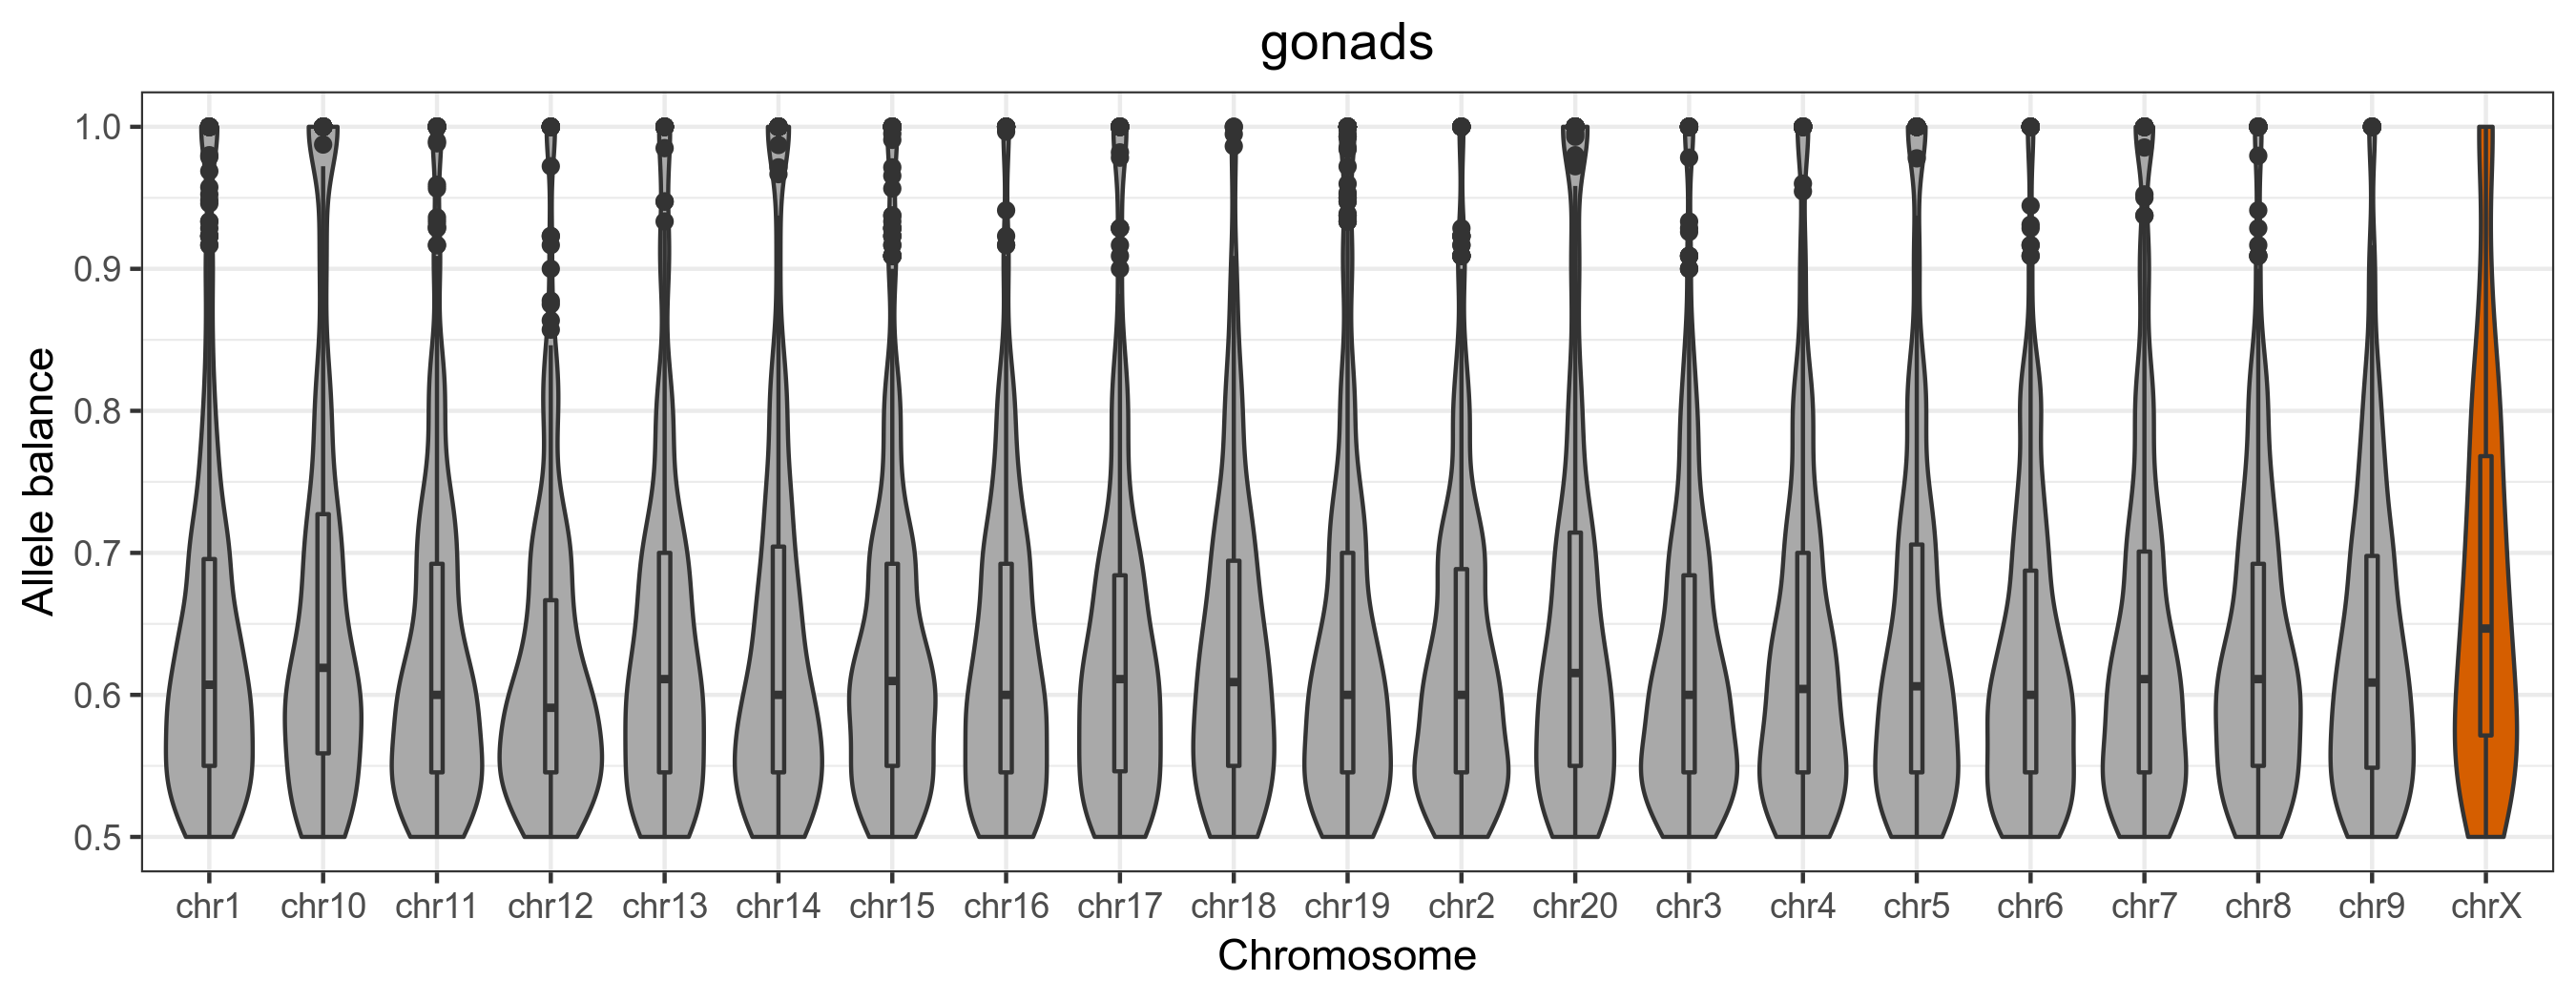 gonads
Allele balance
1.0
0.9
0.8
0.7
0.6
0.5
chr1 chr10 chr11 chr12 chr13 chr14 chr15 chr16 chr17 chr18 chr19 chr2 chr20 chr3 chr4 chr5 chr6 chr7 chr8 chr9 chrX
Chromosome